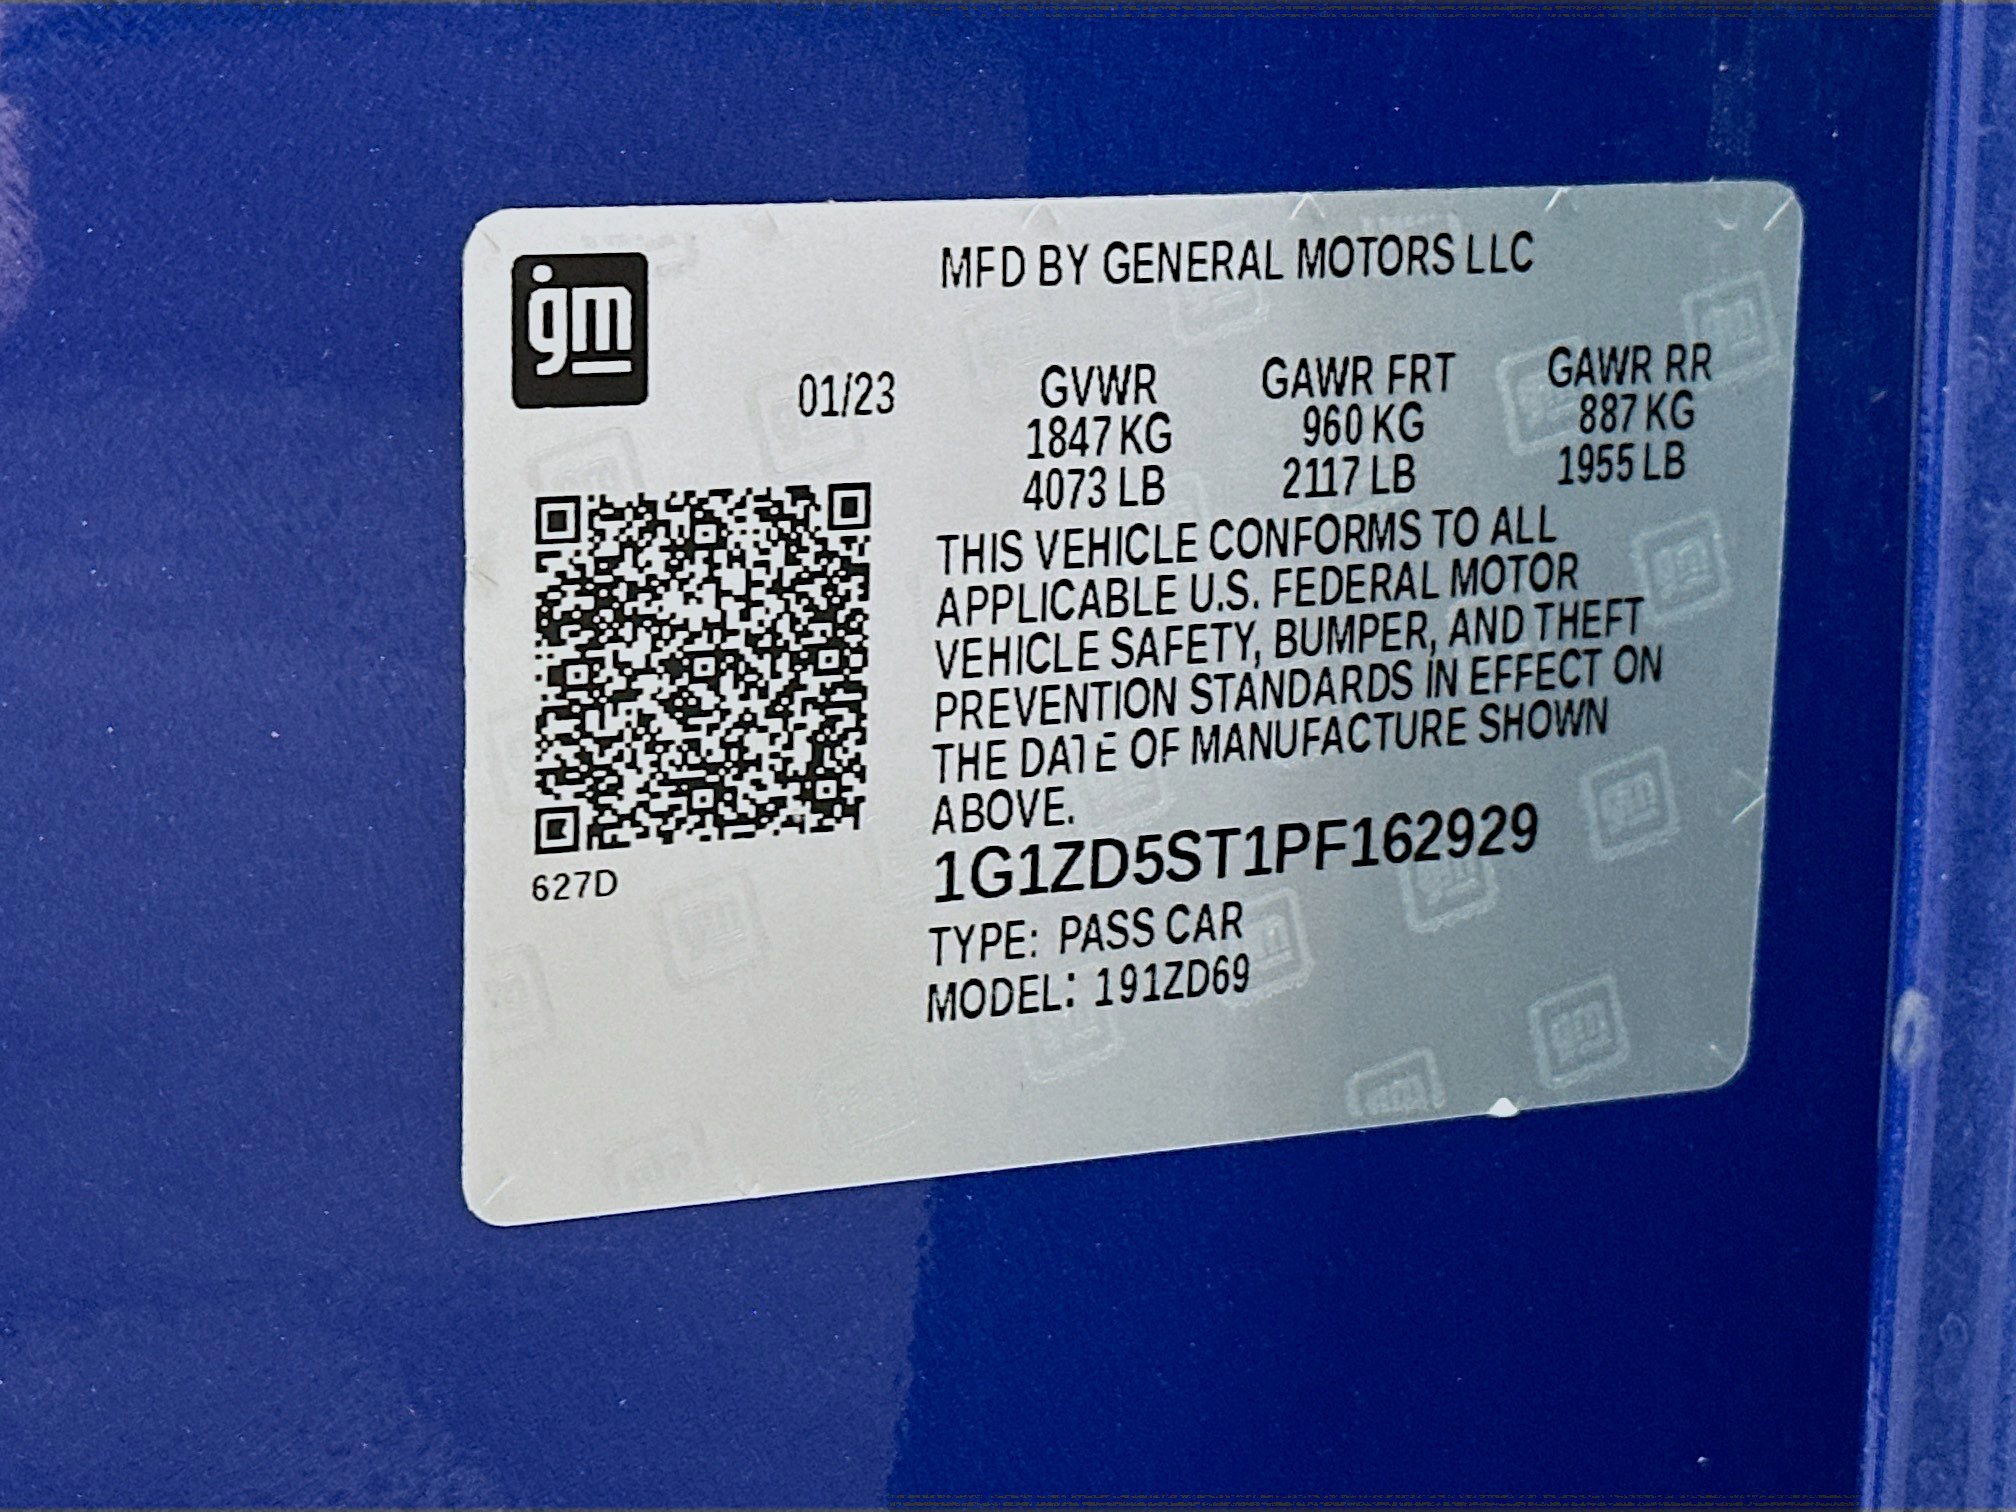 gm
MFD BY GENERAL MOTORS LLC
01/23 GVWR GAWR FRT GAWR RR
1847 KG 960 KG 887 KG
4073 LB 2117 LB 1955 LB
THIS VEHICLE CONFORMS TO ALL
APPLICABLE U.S. FEDERAL MOTOR
VEHICLE SAFETY, BUMPER, AND THEFT
PREVENTION STANDARDS IN EFFECT ON
THE DATE OF MANUFACTURE SHOWN
ABOVE.
1G1ZD5ST1PF162929
627D
TYPE: PASS CAR
MODEL: 191ZD69